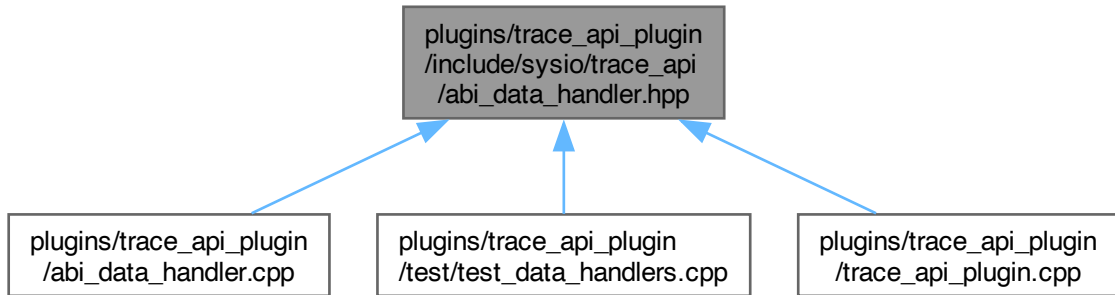 plugins/trace_api_plugin
/include/sysio/trace_api
/abi_data_handler.hpp
plugins/trace_api_plugin
/abi_data_handler.cpp
plugins/trace_api_plugin
/test/test_data_handlers.cpp
plugins/trace_api_plugin
/trace_api_plugin.cpp